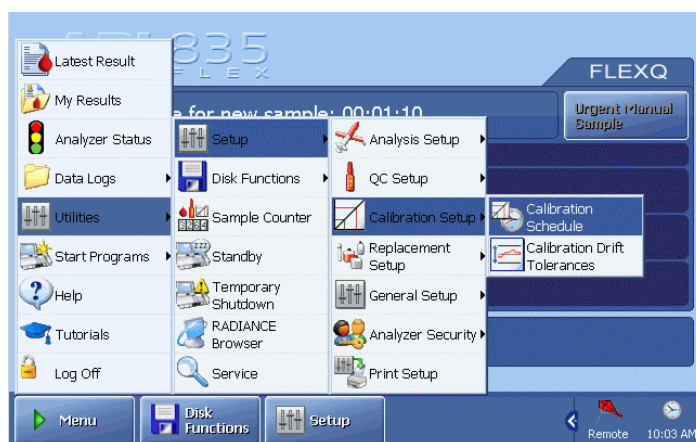 835
FLEX
FLEXQ
Urgent Manual
Sample
e for new sample: 00:01:10
Latest Result
My Results
Analyzer Status
Data Logs
Utilities
Start Programs
Help
Tutorials
Log Off
Setup
Disk Functions
Sample Counter
Standby
Temporary
Shutdown
RADIANCE
Browser
Service
Analysis Setup
QC Setup
Calibration Setup
Replacement
Setup
General Setup
Analyzer Security
Print Setup
Calibration
Schedule
Calibration Drift
Tolerances
Menu
Disk
Functions
Setup
Remote
10:03 AM